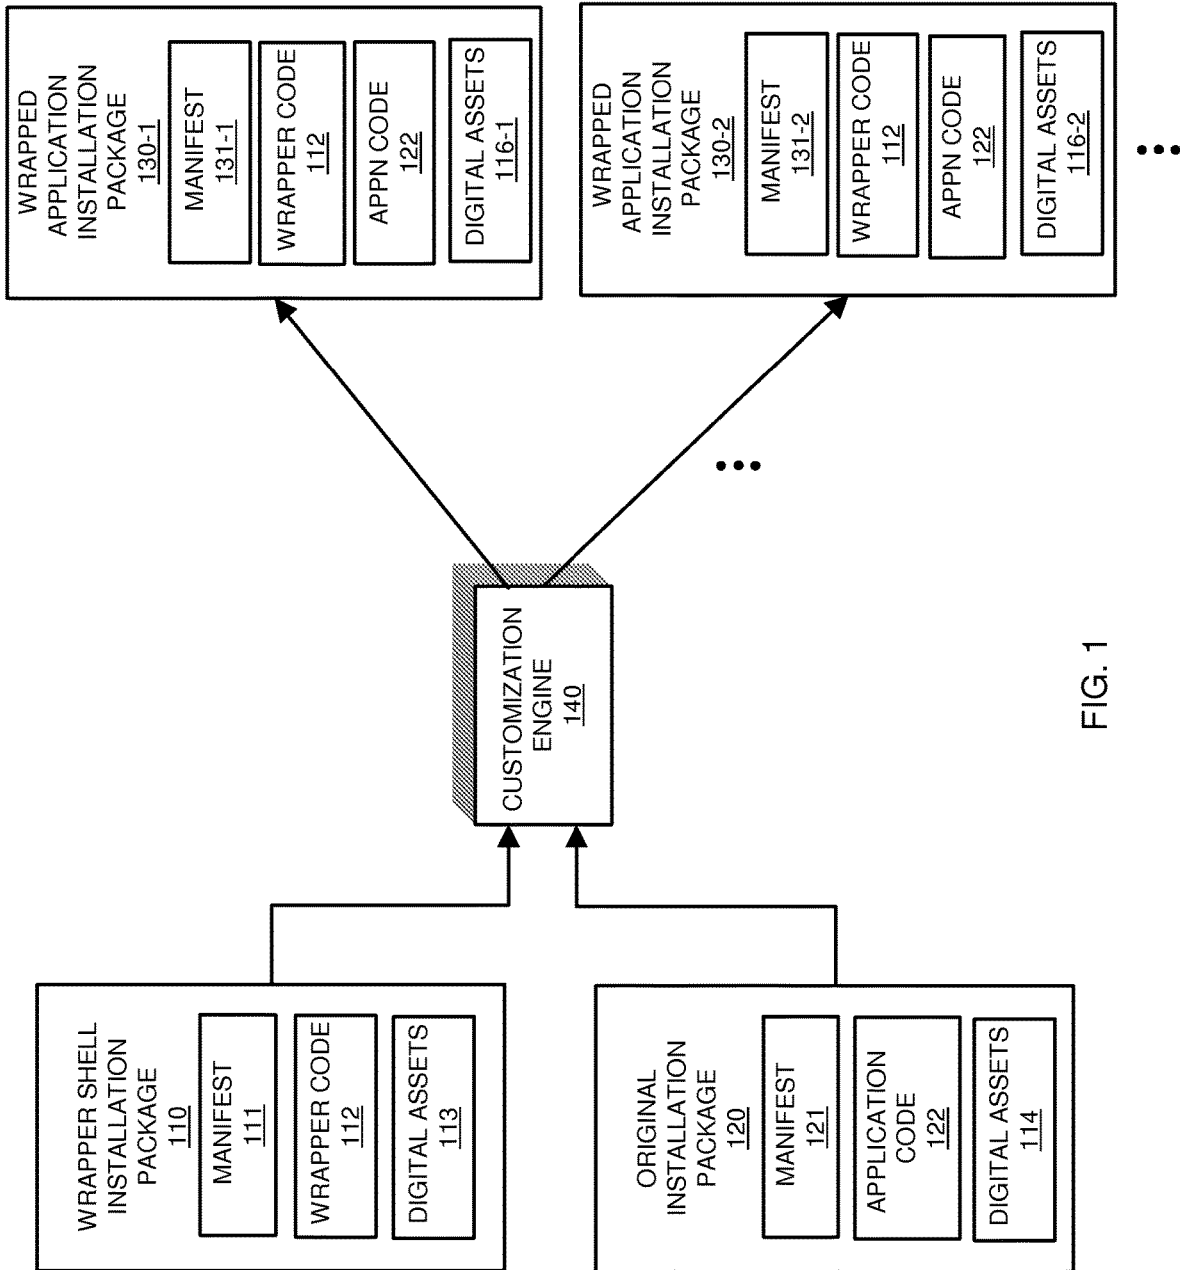 WRAPPER SHELL
INSTALLATION
PACKAGE
110
MANIFEST
111
WRAPPER CODE
112
DIGITAL ASSETS
113
ORIGINAL
INSTALLATION
PACKAGE
120
MANIFEST
121
APPLICATION
CODE
122
DIGITAL ASSETS
114
CUSTOMIZATION
ENGINE
140
WRAPPED
APPLICATION
INSTALLATION
PACKAGE
130-1
MANIFEST
131-1
WRAPPER CODE
112
APPN CODE
122
DIGITAL ASSETS
116-1
WRAPPED
APPLICATION
INSTALLATION
PACKAGE
130-2
MANIFEST
131-2
WRAPPER CODE
112
APPN CODE
122
DIGITAL ASSETS
116-2
FIG. 1